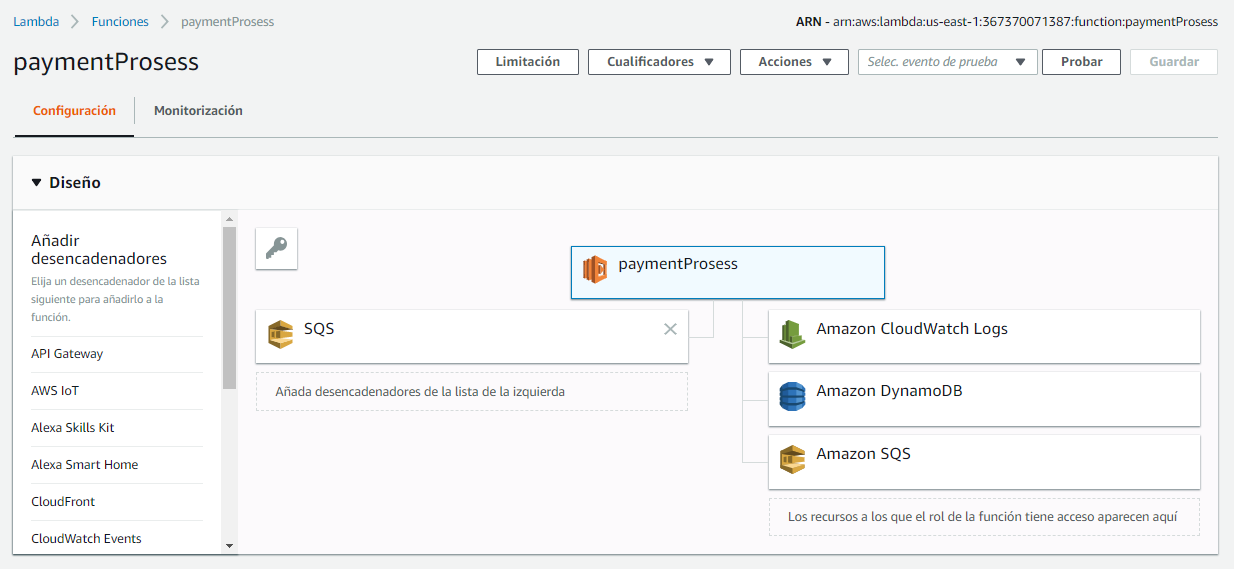 Lambda > Funciones > paymentProsess
ARN - arn:aws:lambda:us-east-1:367370071387:function:paymentProsess
paymentProsess
Limitación
Cualificadores
Acciones
Selec. evento de prueba
Probar
Guardar
Configuración
Monitorización
Diseño
Añadir
desencadenadores
Elija un desencadenador de la lista
siguiente para añadirlo a la
función.
API Gateway
AWS IoT
Alexa Skills Kit
Alexa Smart Home
CloudFront
CloudWatch Events
paymentProsess
SQS
Añada desencadenadores de la lista de la izquierda
Amazon CloudWatch Logs
Amazon DynamoDB
Amazon SQS
Los recursos a los que el rol de la función tiene acceso aparecen aquí